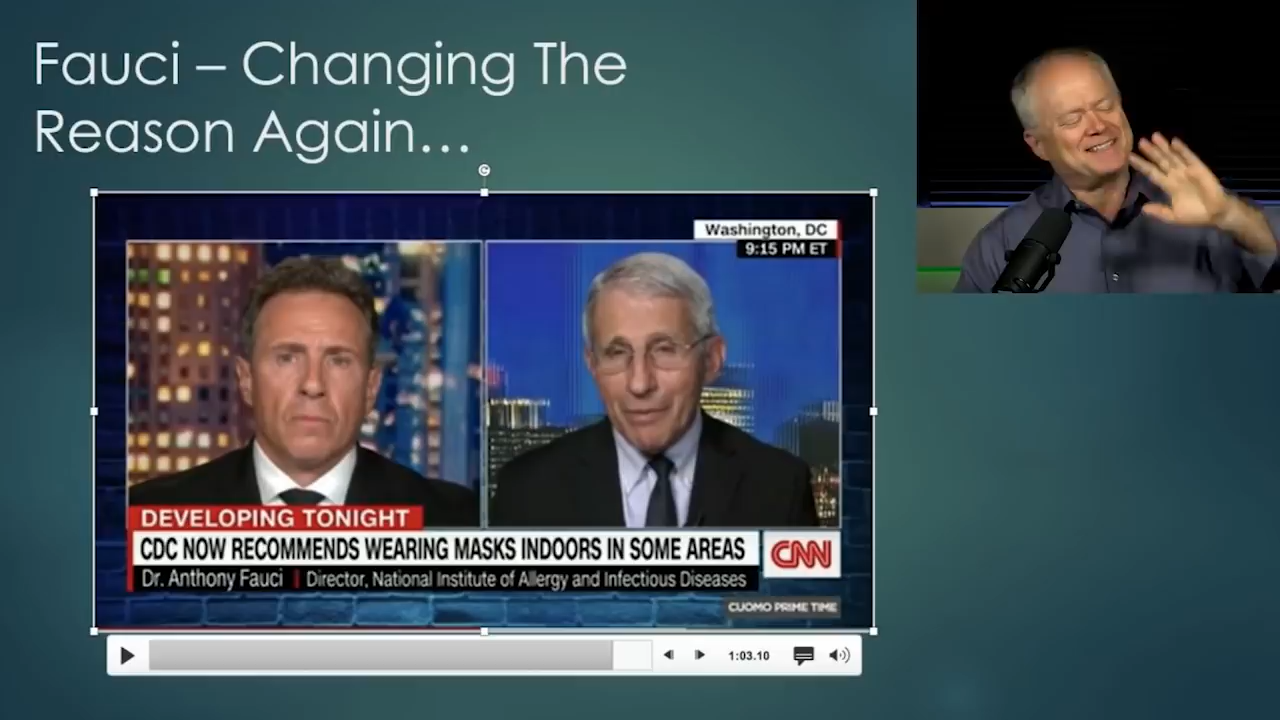 Fauci – Changing The
Reason Again…
Washington, DC
9:15 PM ET
DEVELOPING TONIGHT
CDC NOW RECOMMENDS WEARING MASKS INDOORS IN SOME AREAS
CNN
Dr. Anthony Fauci | Director, National Institute of Allergy and Infectious Diseases
CUOMO PRIME TIME
1:03.10